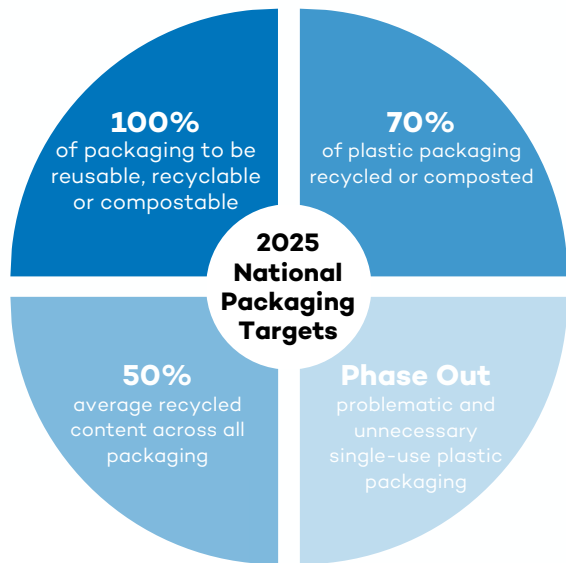 100%
of packaging to be
reusable, recyclable
or compostable
70%
of plastic packaging
recycled or composted
2025
National
Packaging
Targets
50%
average recycled
content across all
packaging
Phase Out
problematic and
unnecessary
single-use plastic
packaging